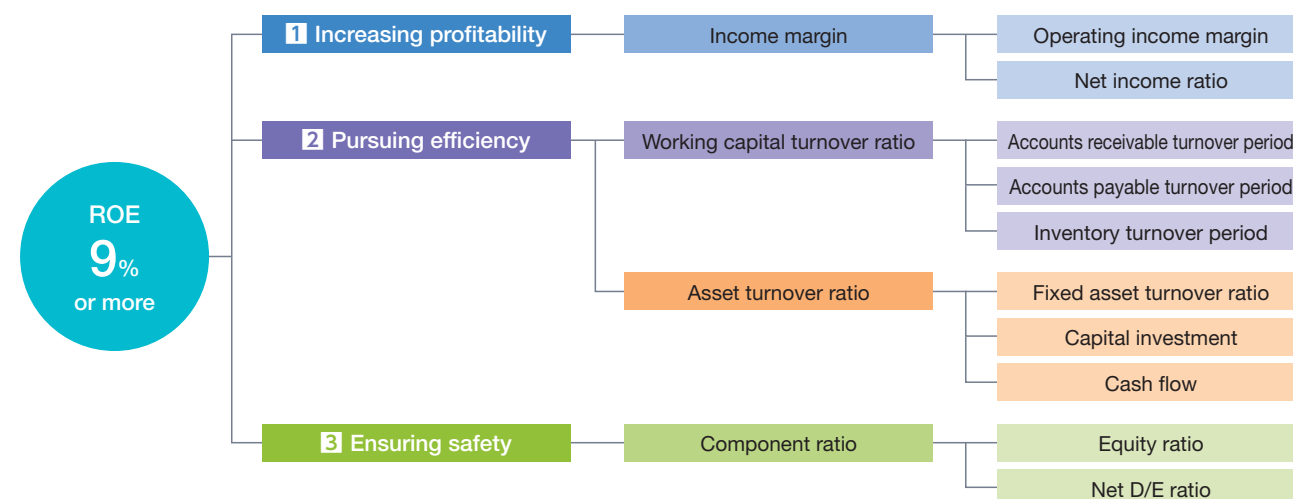 ROE
9%
or more
1 Increasing profitability
Income margin
Operating income margin
Net income ratio
2 Pursuing efficiency
Working capital turnover ratio
Accounts receivable turnover period
Accounts payable turnover period
Inventory turnover period
Asset turnover ratio
Fixed asset turnover ratio
Capital investment
Cash flow
3 Ensuring safety
Component ratio
Equity ratio
Net D/E ratio